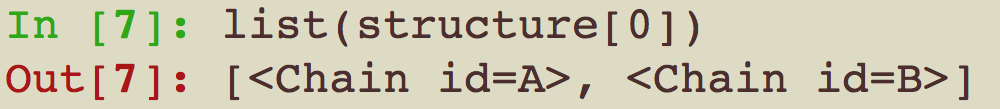 In [7]: list(structure[0])
Out[7]: [<Chain id=A>, <Chain id=B>]